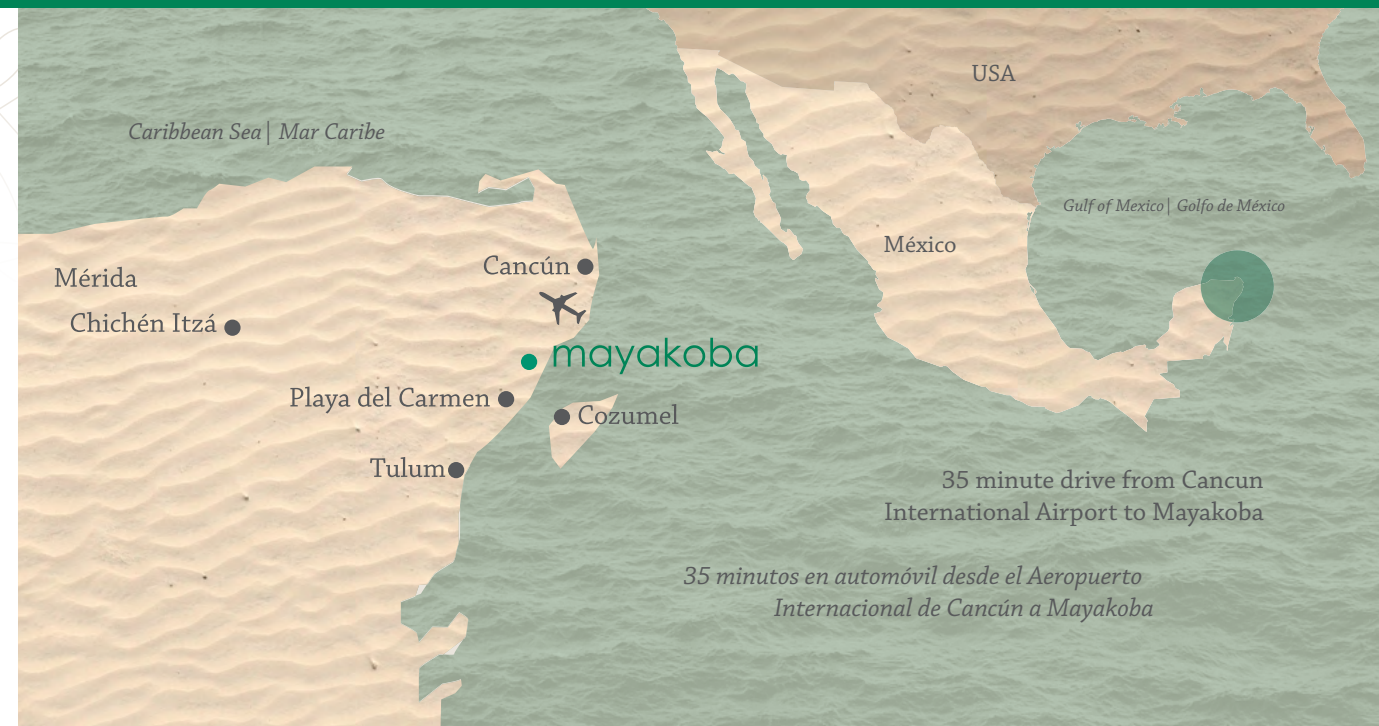 USA
Caribbean Sea | Mar Caribe
Gulf of Mexico | Golfo de México
México
Cancún
Mérida
Chichén Itzá
mayakoba
Playa del Carmen
Cozumel
Tulum
35 minute drive from Cancun
International Airport to Mayakoba
35 minutos en automóvil desde el Aeropuerto
Internacional de Cancún a Mayakoba